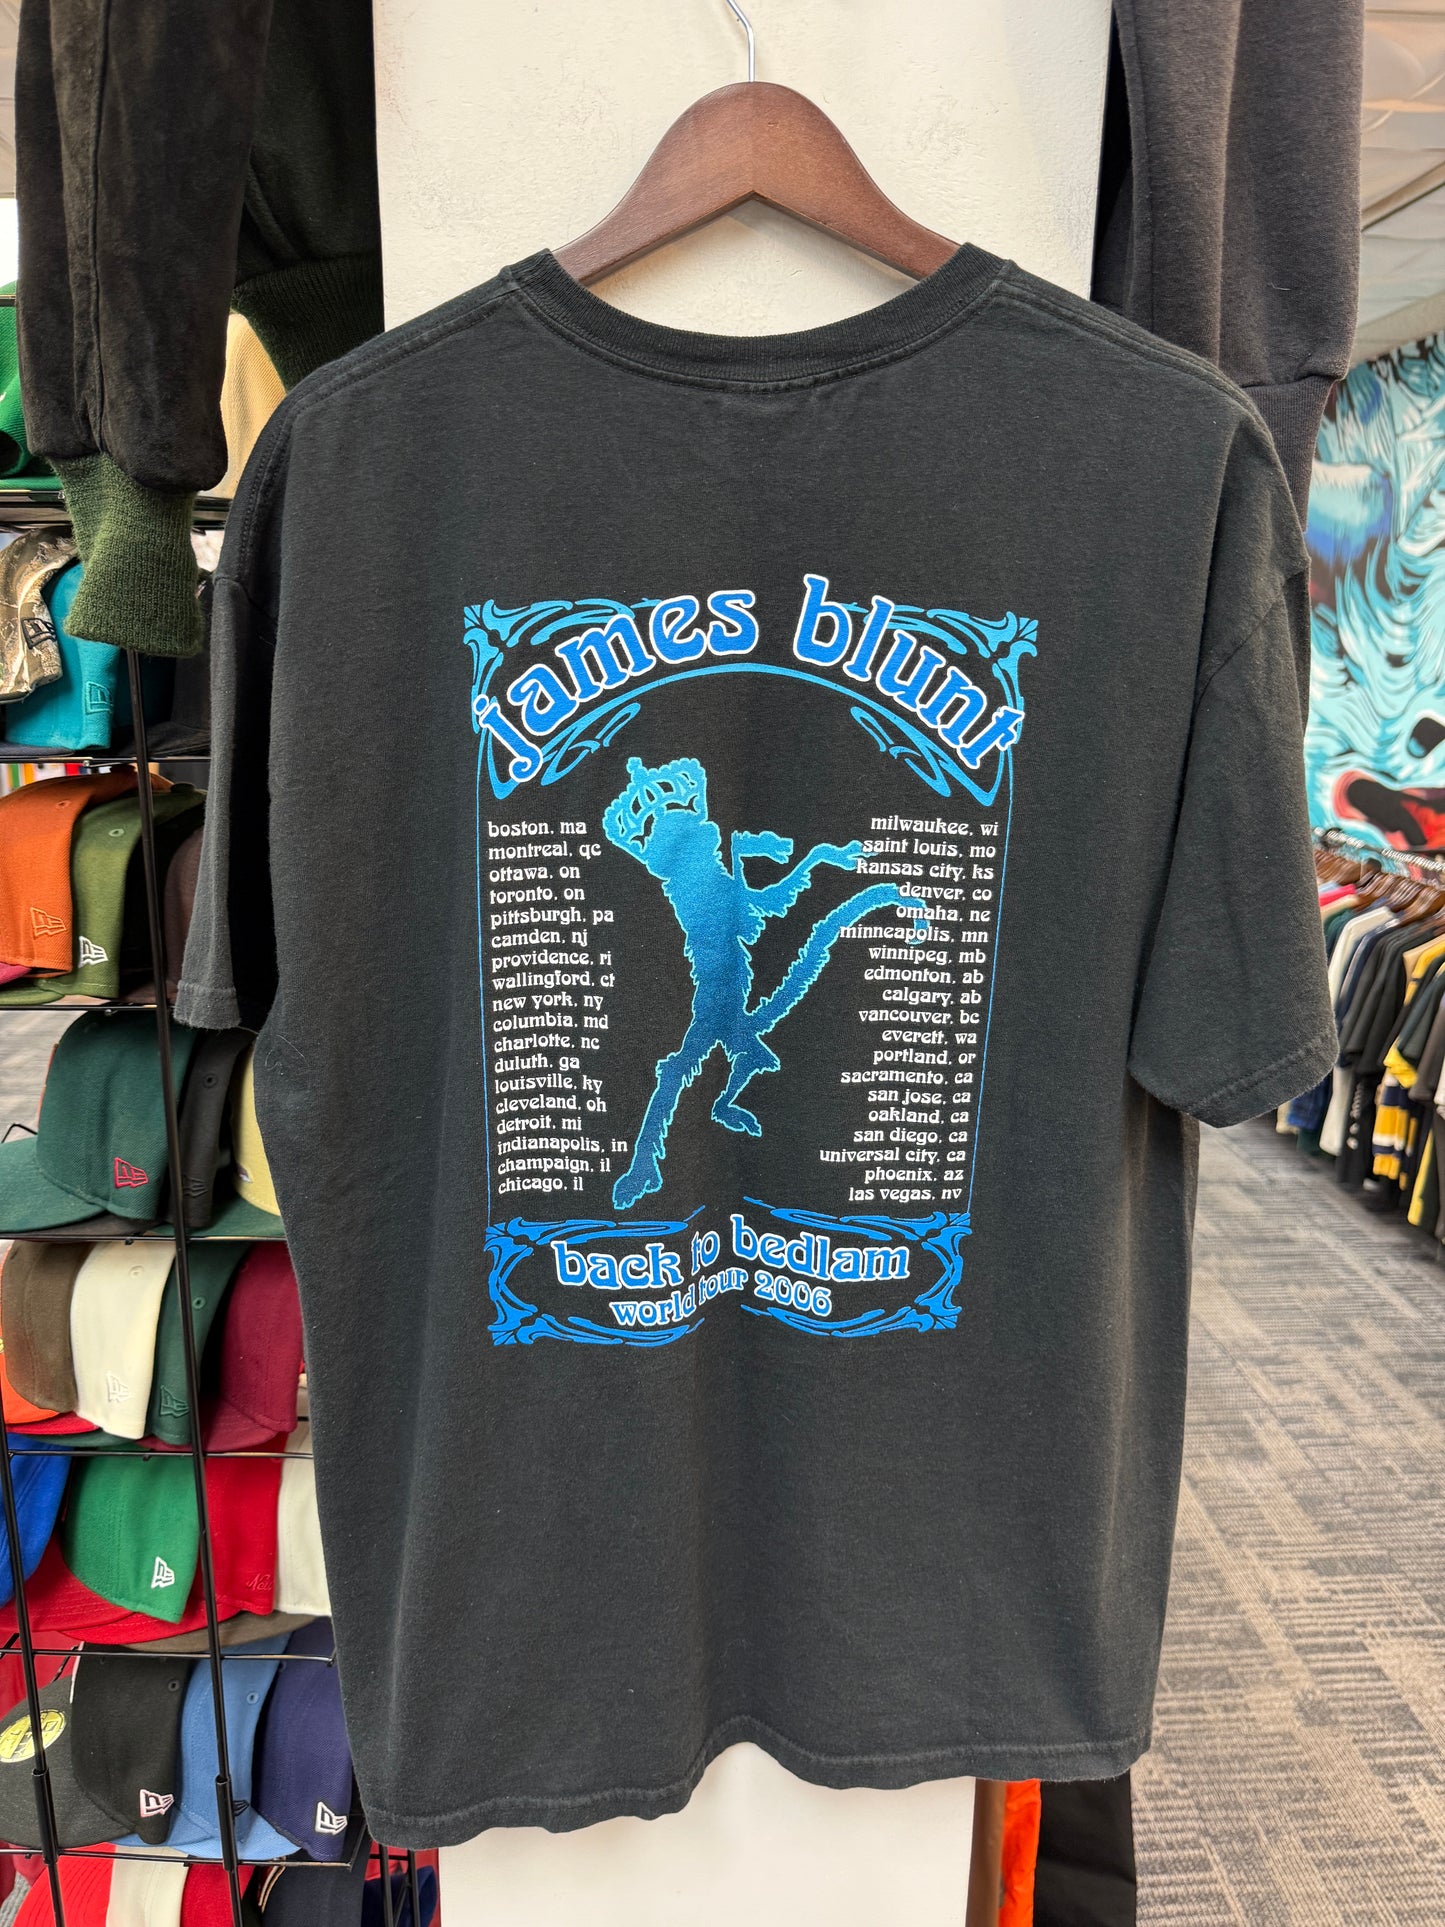 james blunt
boston, ma
montreal, qc
ottawa, on
toronto, on
pittsburgh, pa
camden, nj
providence, ri
wallingford, ct
new york, ny
columbia, md
charlotte, nc
duluth, ga
louisville, ky
cleveland, oh
detroit, mi
indianapolis, in
champaign, il
chicago, il
milwaukee, wi
saint louis, mo
kansas city, ks
denver, co
omaha, ne
minneapolis, mn
winnipeg, mb
edmonton, ab
calgary, ab
vancouver, bc
everett, wa
portland, or
sacramento, ca
san jose, ca
oakland, ca
san diego, ca
universal city, ca
phoenix, az
las vegas, nv
back to bedlam
world tour 2006